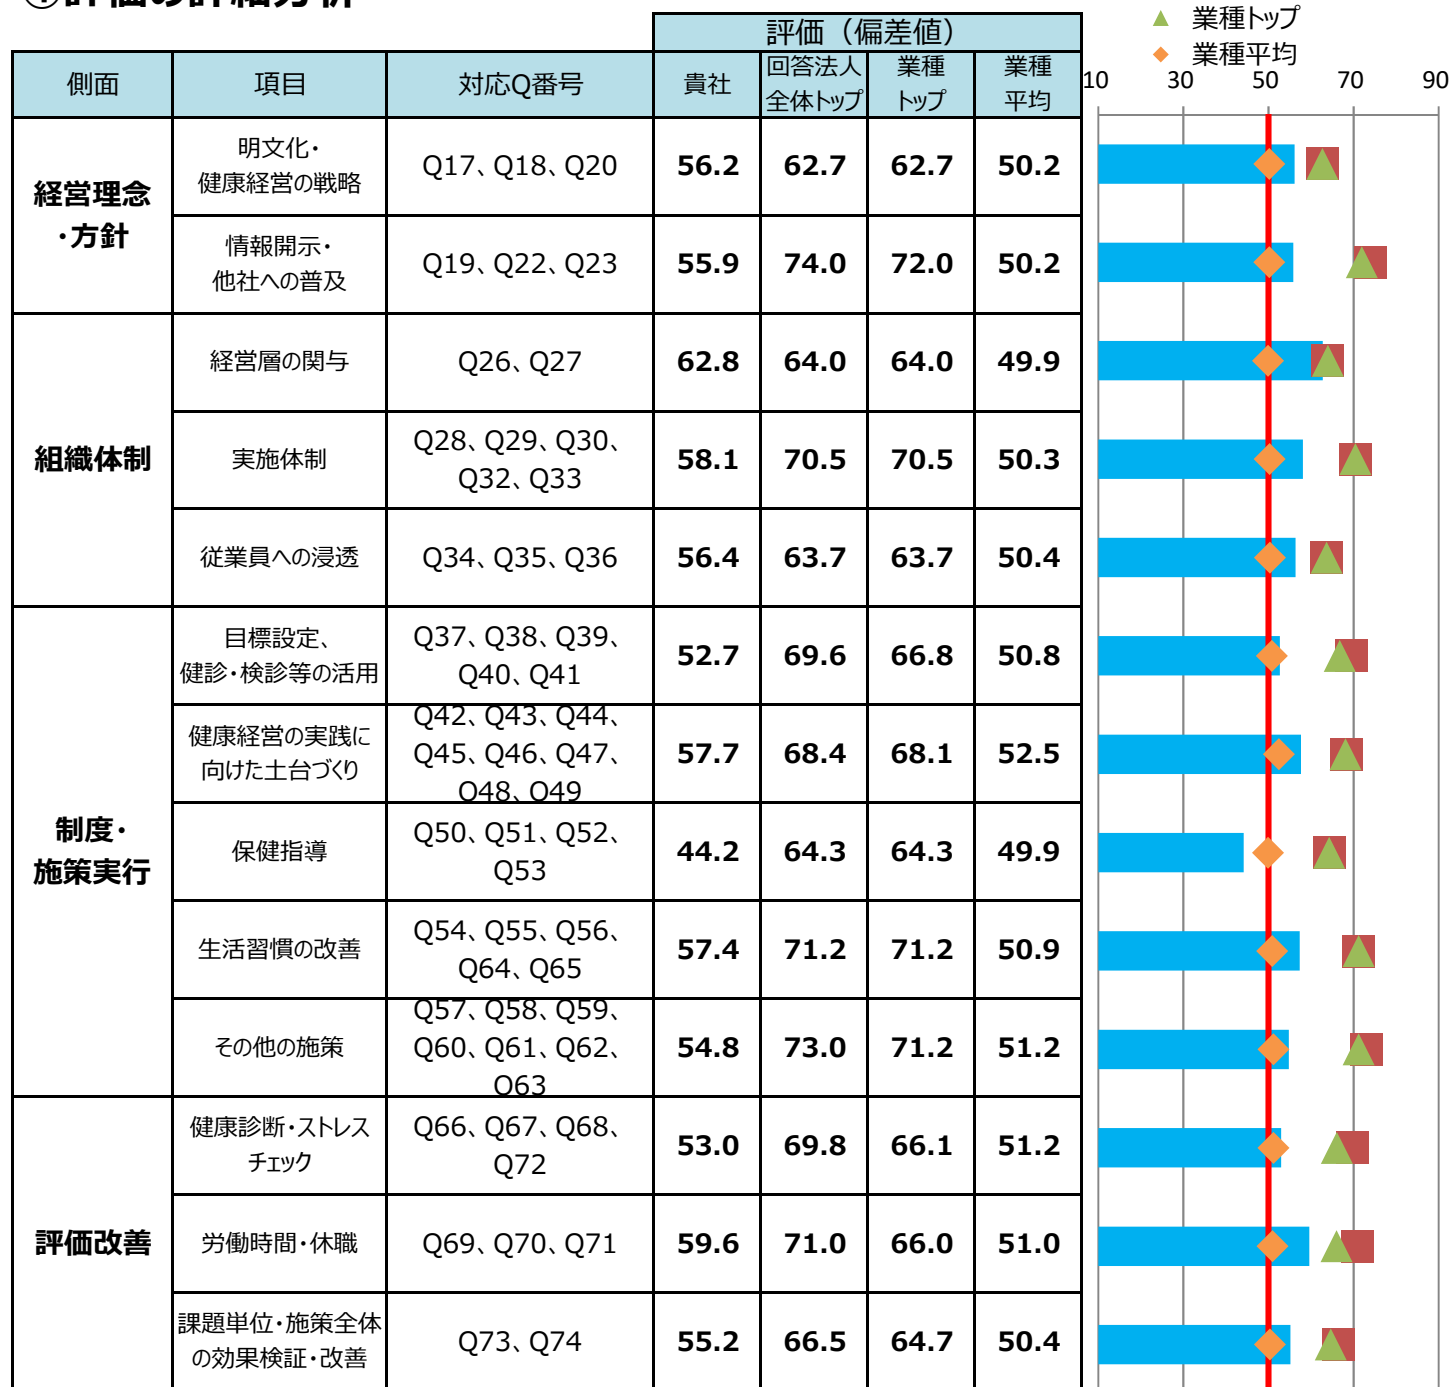 ①評価の詳細分析
▲ 業種トップ
◆ 業種平均
評価（偏差値）
側面 項目 対応Q番号 貴社 回答法人全体トップ 業種トップ 業種平均
10 30 50 70 90
経営理念
・方針
明文化・
健康経営の戦略
Q17、Q18、Q20
56.2 62.7 62.7 50.2
情報開示・
他社への普及
Q19、Q22、Q23
55.9 74.0 72.0 50.2
組織体制
経営層の関与
Q26、Q27
62.8 64.0 64.0 49.9
実施体制
Q28、Q29、Q30、
Q32、Q33
58.1 70.5 70.5 50.3
従業員への浸透
Q34、Q35、Q36
56.4 63.7 63.7 50.4
制度・
施策実行
目標設定、
健診・検診等の活用
Q37、Q38、Q39、
Q40、Q41
52.7 69.6 66.8 50.8
健康経営の実践に
向けた土台づくり
Q42、Q43、Q44、
Q45、Q46、Q47、
Q48、Q49
57.7 68.4 68.1 52.5
保健指導
Q50、Q51、Q52、
Q53
44.2 64.3 64.3 49.9
生活習慣の改善
Q54、Q55、Q56、
Q64、Q65
57.4 71.2 71.2 50.9
その他の施策
Q57、Q58、Q59、
Q60、Q61、Q62、
Q63
54.8 73.0 71.2 51.2
評価改善
健康診断・ストレス
チェック
Q66、Q67、Q68、
Q72
53.0 69.8 66.1 51.2
労働時間・休職
Q69、Q70、Q71
59.6 71.0 66.0 51.0
課題単位・施策全体
の効果検証・改善
Q73、Q74
55.2 66.5 64.7 50.4